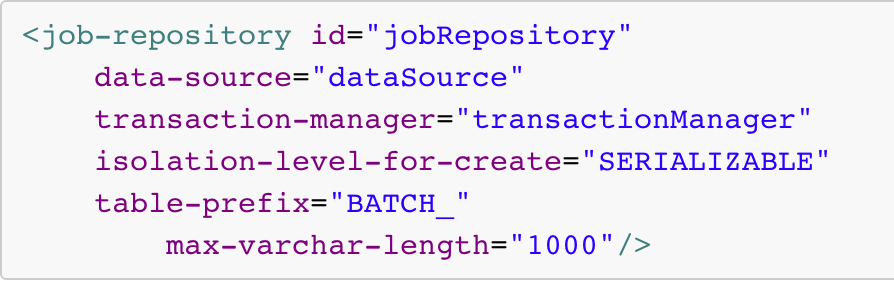 <job-repository id="jobRepository"
    data-source="dataSource"
    transaction-manager="transactionManager"
    isolation-level-for-create="SERIALIZABLE"
    table-prefix="BATCH_"
        max-varchar-length="1000"/>